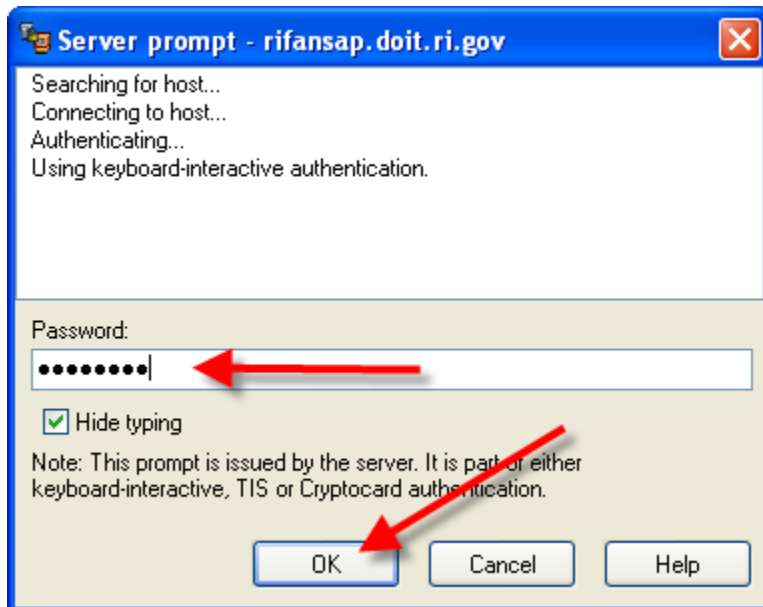 Server prompt - rifansap.doit.ri.gov
Searching for host...
Connecting to host...
Authenticating...
Using keyboard-interactive authentication.
Password:
●●●●●●●●
Hide typing
Note: This prompt is issued by the server. It is part of either
keyboard-interactive, TIS or Cryptocard authentication.
OK Cancel Help